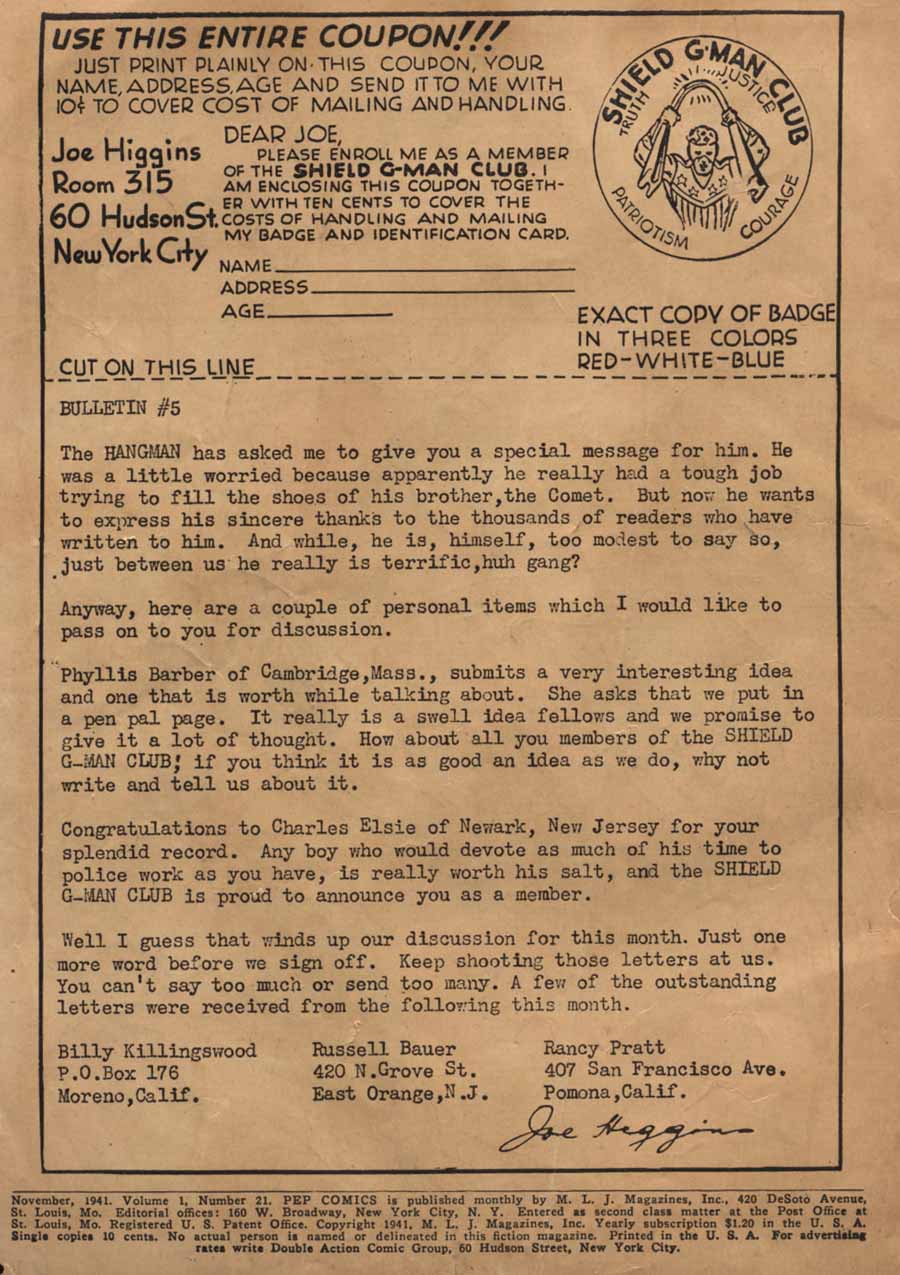 USE THIS ENTIRE COUPON!!!
JUST PRINT PLAINLY ON THIS COUPON, YOUR
NAME, ADDRESS, AGE AND SEND IT TO ME WITH
10¢ TO COVER COST OF MAILING AND HANDLING.
Joe Higgins
Room 315
60 Hudson St.
New York City
DEAR JOE,
PLEASE ENROLL ME AS A MEMBER
OF THE SHIELD G-MAN CLUB. I
AM ENCLOSING THIS COUPON TOGETH-
ER WITH TEN CENTS TO COVER THE
COSTS OF HANDLING AND MAILING
MY BADGE AND IDENTIFICATION CARD.
NAME
ADDRESS
AGE
SHIELD G-MAN CLUB
TRUTH
JUSTICE
PATRIOTISM
COURAGE
EXACT COPY OF BADGE
IN THREE COLORS
RED-WHITE-BLUE
CUT ON THIS LINE
BULLETIN #5
The HANGMAN has asked me to give you a special message for him. He
was a little worried because apparently he really had a tough job
trying to fill the shoes of his brother,the Comet. But now he wants
to express his sincere thanks to the thousands of readers who have
written to him. And while, he is, himself, too modest to say so,
just between us he really is terrific,huh gang?
Anyway, here are a couple of personal items which I would like to
pass on to you for discussion.
Phyllis Barber of Cambridge,Mass., submits a very interesting idea
and one that is worth while talking about. She asks that we put in
a pen pal page. It really is a swell idea fellows and we promise to
give it a lot of thought. How about all you members of the SHIELD
G-MAN CLUB; if you think it is as good an idea as we do, why not
write and tell us about it.
Congratulations to Charles Elsie of Newark, New Jersey for your
splendid record. Any boy who would devote as much of his time to
police work as you have, is really worth his salt, and the SHIELD
G-MAN CLUB is proud to announce you as a member.
Well I guess that winds up our discussion for this month. Just one
more word before we sign off. Keep shooting those letters at us.
You can't say too much or send too many. A few of the outstanding
letters were received from the following this month.
Billy Killingswood
P.O.Box 176
Moreno,Calif.
Russell Bauer
420 N.Grove St.
East Orange,N.J.
Rancy Pratt
407 San Francisco Ave.
Pomona,Calif.
Joe Higgins
November, 1941. Volume 1, Number 21. PEP COMICS is published monthly by M. L. J. Magazines, Inc., 420 DeSoto Avenue,
St. Louis, Mo. Editorial offices: 160 W. Broadway, New York City, N. Y. Entered as second class matter at the Post Office at
St. Louis, Mo. Registered U. S. Patent Office. Copyright 1941, M. L. J. Magazines, Inc. Yearly subscription $1.20 in the U. S. A.
Single copies 10 cents. No actual person is named or delineated in this fiction magazine. Printed in the U. S. A. For advertising
rates write Double Action Comic Group, 60 Hudson Street, New York City.